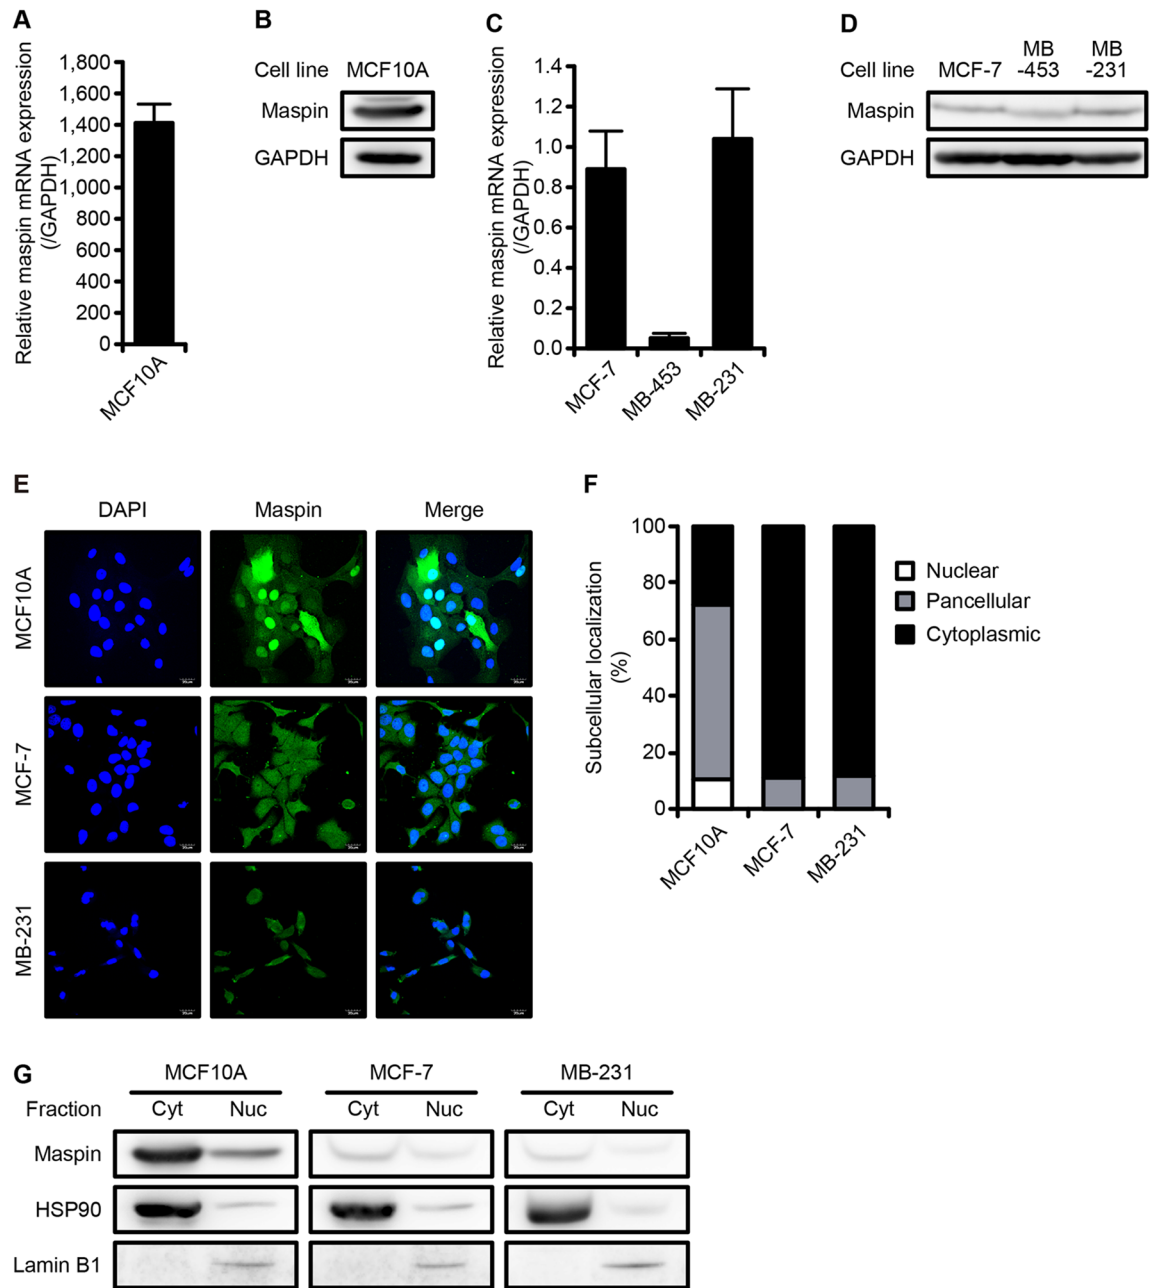 A
Relative maspin mRNA expression
(/GAPDH)
1,800
1,600
1,400
1,200
1,000
800
600
400
200
0
MCF10A
B
Cell line MCF10A
Maspin
GAPDH
C
Relative maspin mRNA expression
(/GAPDH)
1.4
1.2
1.0
0.8
0.6
0.4
0.2
0.0
MCF-7
MB-453
MB-231
D
Cell line MCF-7 MB-453 MB-231
Maspin
GAPDH
E
DAPI Maspin Merge
MCF10A
MCF-7
MB-231
F
Subcellular localization
(%)
100
80
60
40
20
0
MCF10A
MCF-7
MB-231
Nuclear
Pancellular
Cytoplasmic
G
MCF10A MCF-7 MB-231
Fraction Cyt Nuc Cyt Nuc Cyt Nuc
Maspin
HSP90
Lamin B1